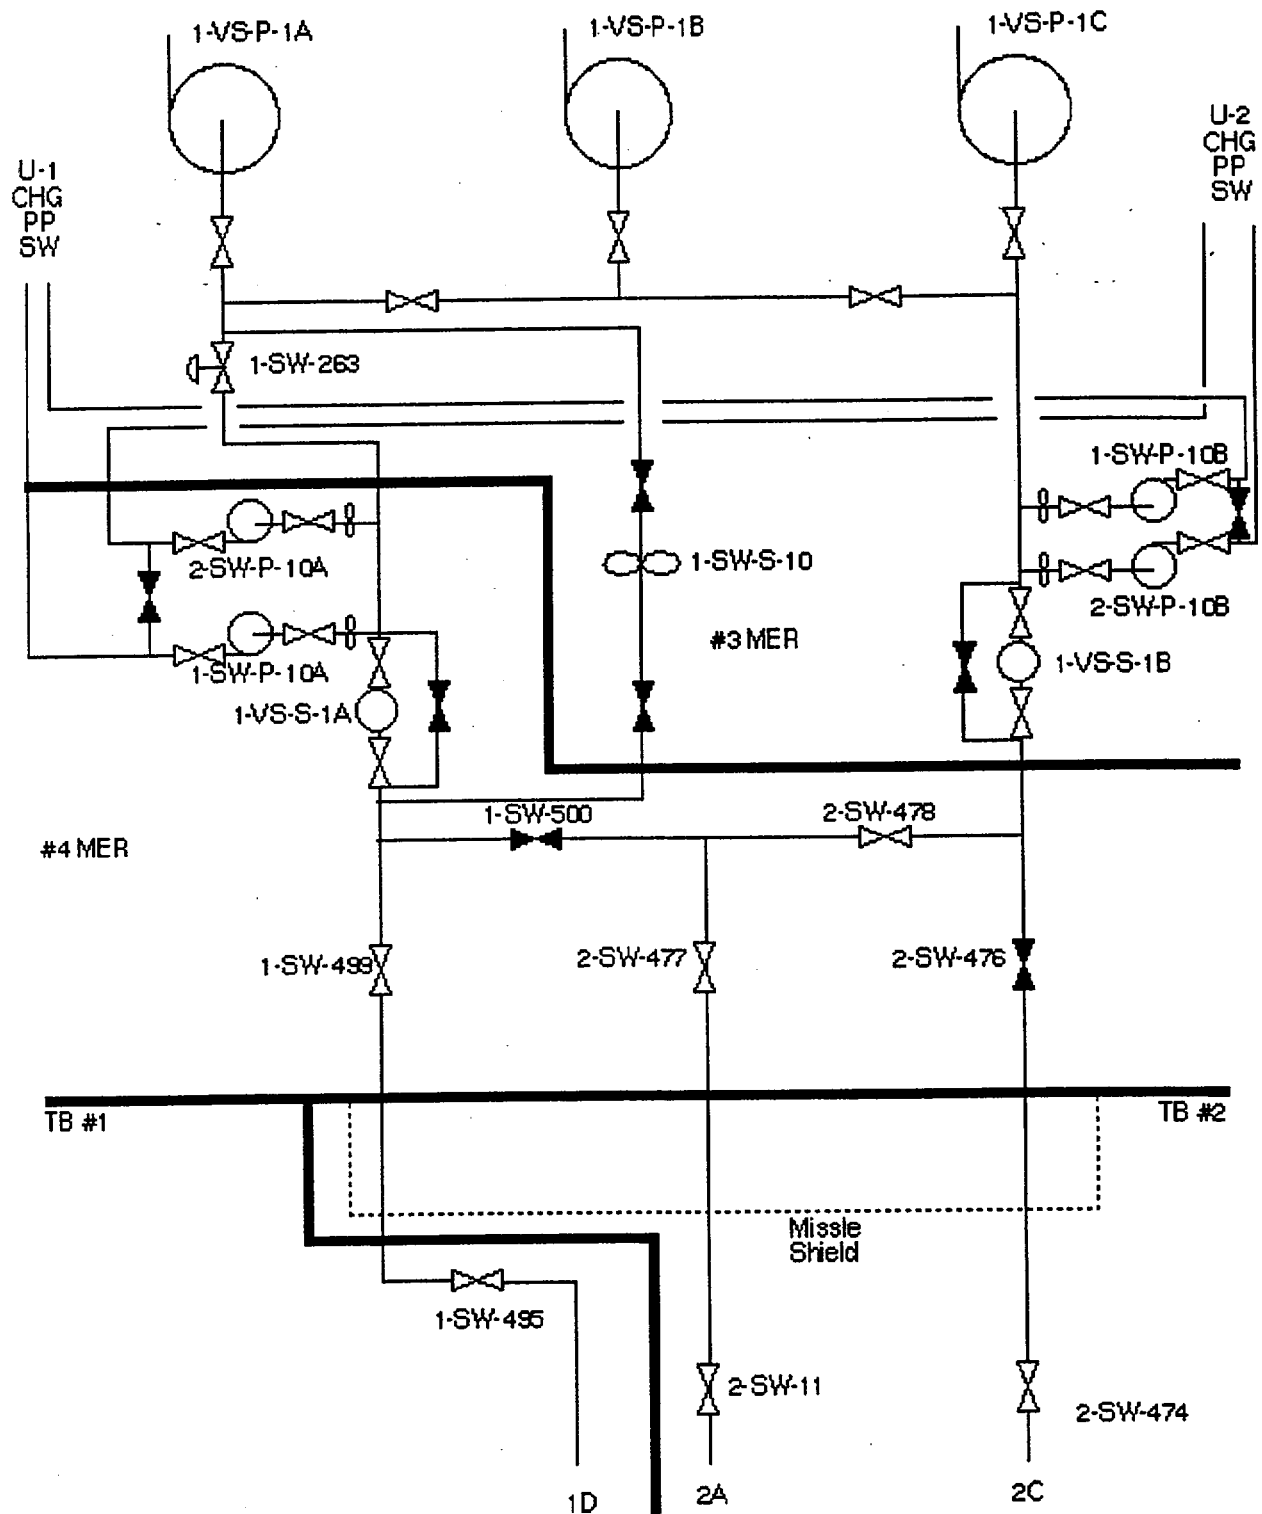 1-VS-P-1A
1-VS-P-1B
1-VS-P-1C
U-1
CHG
PP
SW
U-2
CHG
PP
SW
1-SW-263
1-SW-P-10B
2-SW-P-10A
1-SW-S-10
2-SW-P-10B
#3 MER
1-SW-P-10A
1-VS-S-1B
1-VS-S-1A
1-SW-500
2-SW-478
#4 MER
1-SW-499
2-SW-477
2-SW-476
TB #1
TB #2
Missle
Shield
1-SW-495
2-SW-11
2-SW-474
1D
2A
2C